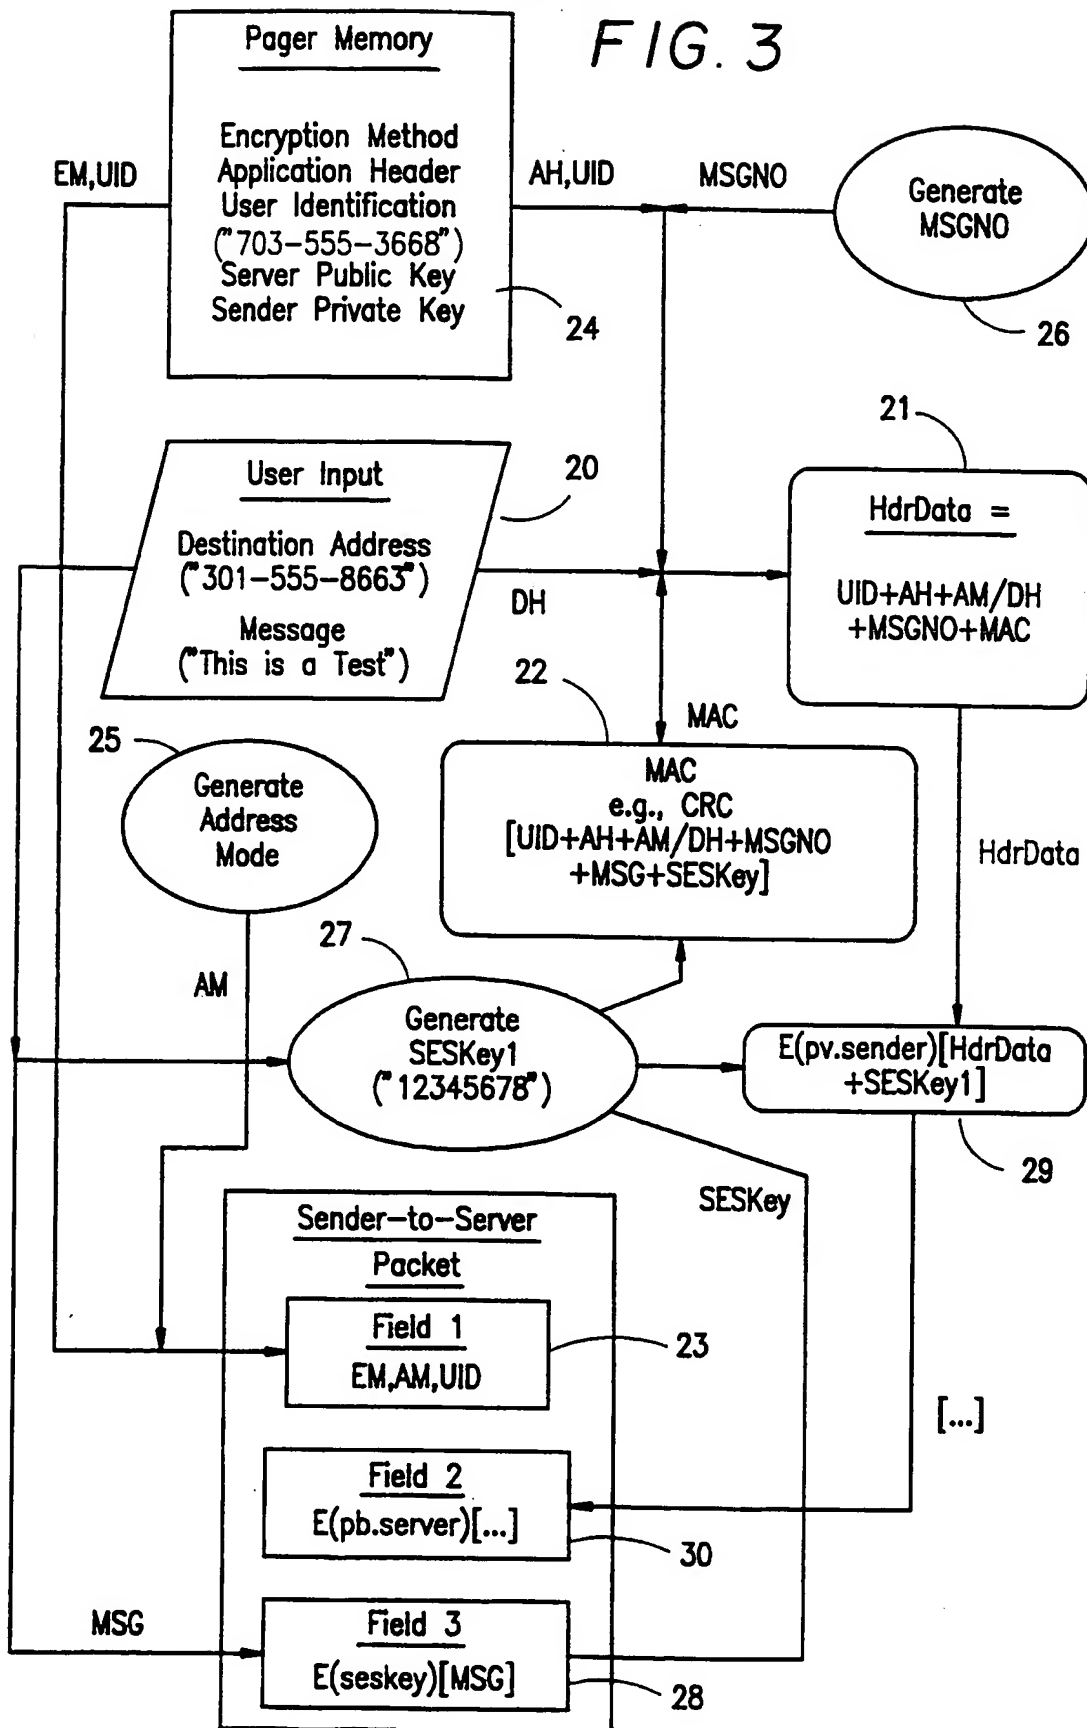 FIG. 3
Pager Memory
Encryption Method
Application Header
User Identification
("703-555-3668")
Server Public Key
Sender Private Key
24
EM,UID
AH,UID
MSGNO
Generate
MSGNO
26
21
User Input
Destination Address
("301-555-8663")
Message
("This is a Test")
20
DH
HdrData =
UID+AH+AM/DH
+MSGNO+MAC
22
MAC
25
Generate
Address
Mode
MAC
e.g., CRC
[UID+AH+AM/DH+MSGNO
+MSG+SESKey]
HdrData
27
AM
Generate
SESKey1
("12345678")
E(pv.sender)[HdrData
+SESKey1]
29
SESKey
Sender-to-Server
Packet
Field 1
EM,AM,UID
23
[...]
Field 2
E(pb.server)[...]
30
MSG
Field 3
E(seskey)[MSG]
28